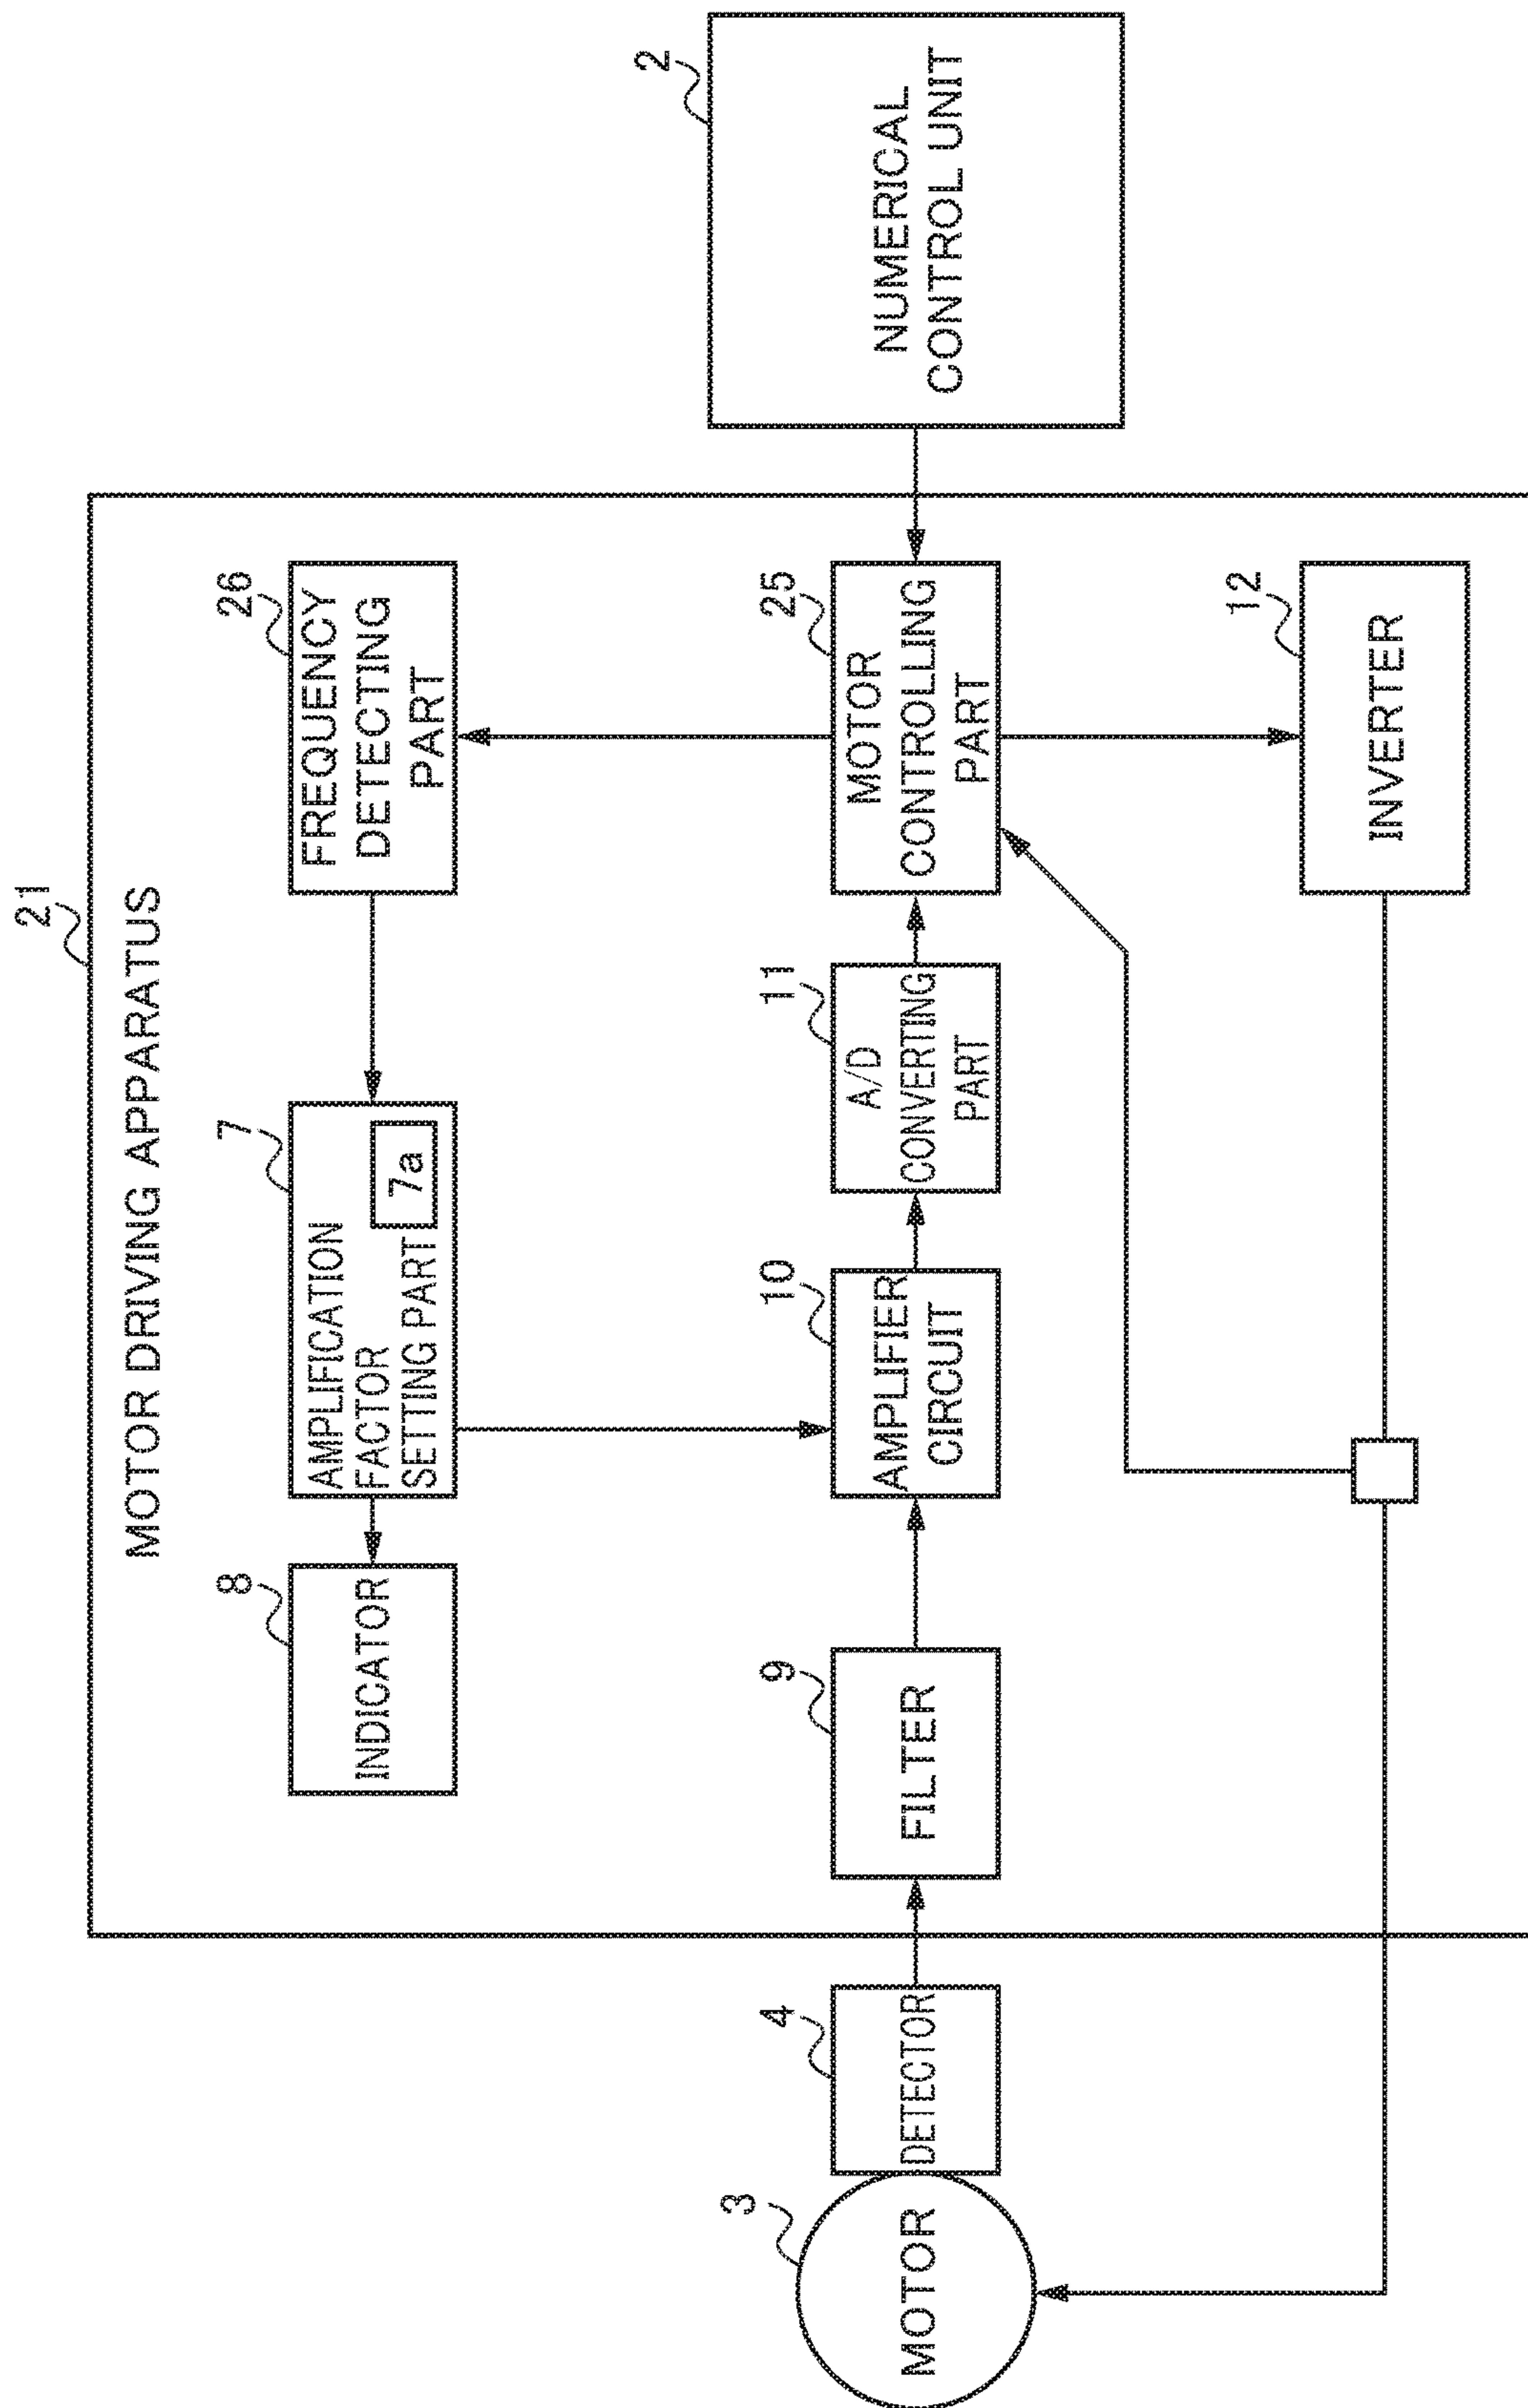 21
MOTOR DRIVING APPARATUS
8
INDICATOR
7
AMPLIFICATION
FACTOR
SETTING PART
7a
26
FREQUENCY
DETECTING
PART
3
MOTOR
4
DETECTOR
9
FILTER
10
AMPLIFIER
CIRCUIT
11
A/D
CONVERTING
PART
25
MOTOR
CONTROLLING
PART
2
NUMERICAL
CONTROL UNIT
12
INVERTER